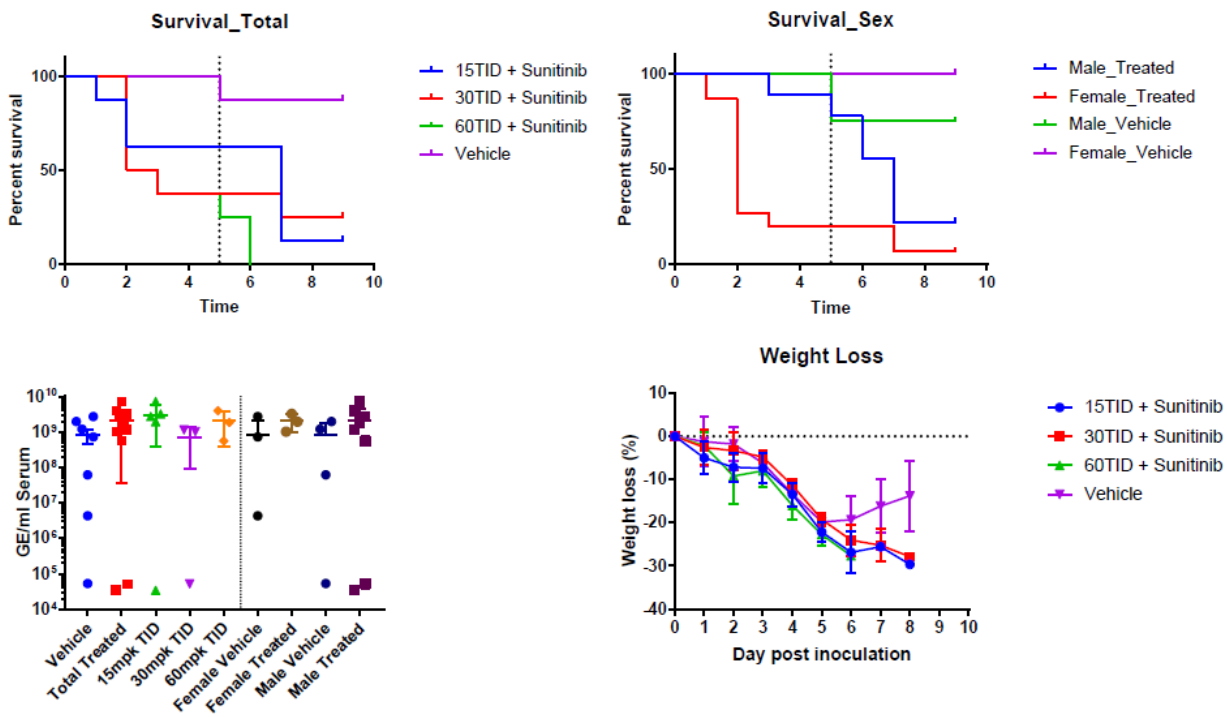 Survival_Total
Percent survival
100
50
0
0 2 4 6 8 10
Time
15TID + Sunitinib
30TID + Sunitinib
60TID + Sunitinib
Vehicle
Survival_Sex
Percent survival
100
50
0
0 2 4 6 8 10
Time
Male_Treated
Female_Treated
Male_Vehicle
Female_Vehicle
GE/ml Serum
10^10
10^9
10^8
10^7
10^6
10^5
10^4
Vehicle
Total Treated
15mpk TID
30mpk TID
60mpk TID
Female Vehicle
Female Treated
Male Vehicle
Male Treated
Weight Loss
Weight loss (%)
10
0
-10
-20
-30
-40
0 1 2 3 4 5 6 7 8 9 10
Day post inoculation
15TID + Sunitinib
30TID + Sunitinib
60TID + Sunitinib
Vehicle